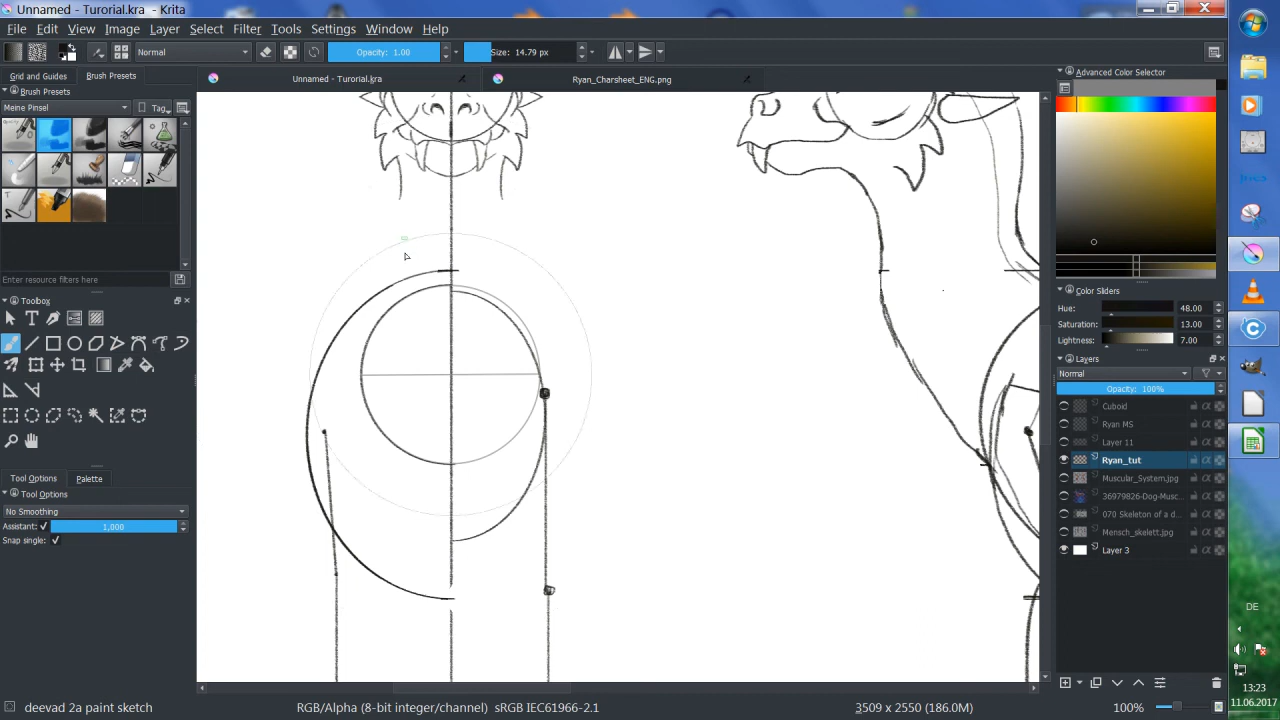 Unnamed - Turorial.kra - Krita
File Edit View Image Layer Select Filter Tools Settings Windows Help
Normal Opacity: 1.00 Size: 14.79 px
Grid and Guides Brush Presets
Unnamed - Turorial.kra Ryan_Charsheet_ENG.png
Advanced Color Selector
Brush Presets
Meine Pinsel Tag
Enter resource filters here
Toolbox
Color Sliders
Hue: 48.00
Saturation: 13.00
Lightness: 7.00
Layers
Normal
Opacity: 100%
Cuboid
Ryan MS
Layer 11
Ryan_tut
Muscular_System.jpg
36979826-Dog-Musc...
070 Skeleton of a d...
Mensch_skelett.jpg
Layer 3
Tool Options Palette
Tool Options
No Smoothing
Assistant: 1,000
Snap single:
DE
13:23
11.06.2017
deevad 2a paint sketch
RGB/Alpha (8-bit integer/channel) sRGB IEC61966-2.1
3509 x 2550 (186.0M)
100%